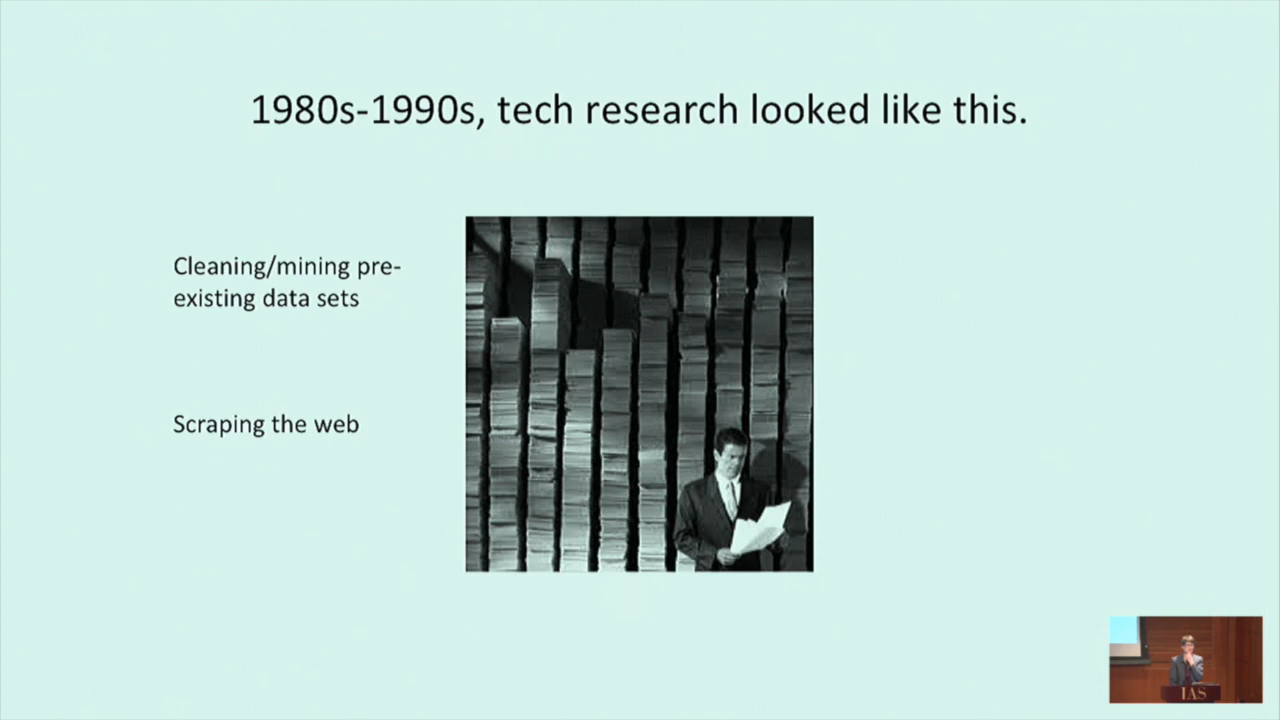 1980s-1990s, tech research looked like this.
Cleaning/mining pre-
existing data sets
Scraping the web
IAS